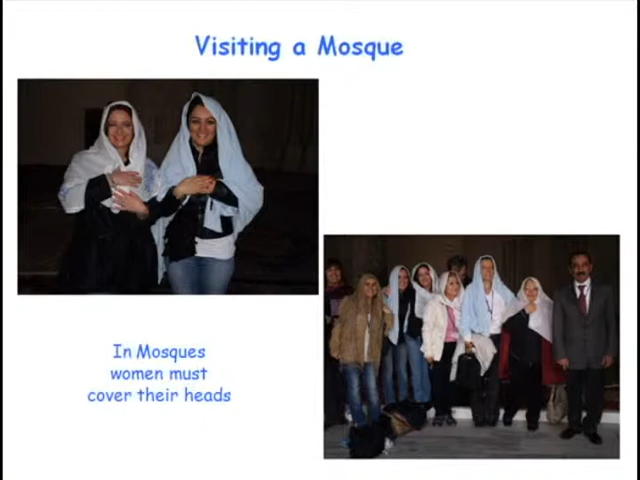 Visiting a Mosque
In Mosques
women must
cover their heads